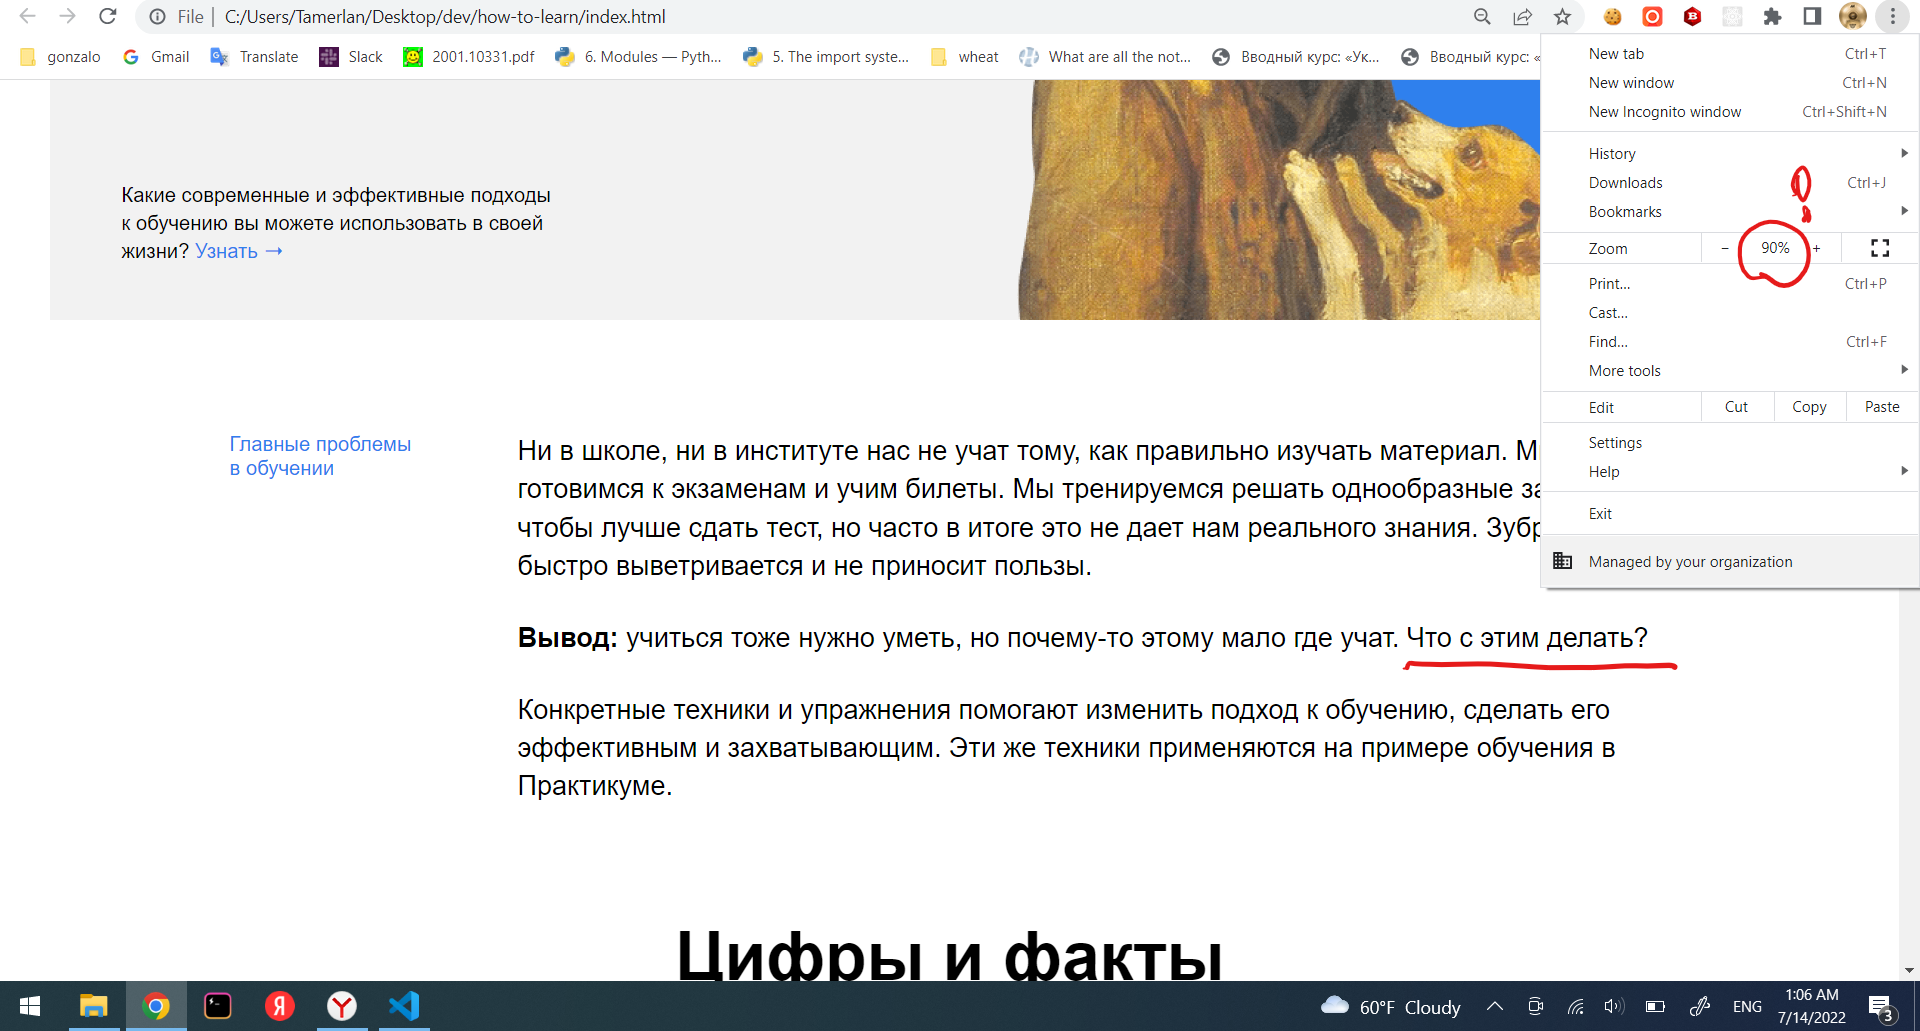 File
C:/Users/Tamerlan/Desktop/dev/how-to-learn/index.html
gonzalo
Gmail
Translate
Slack
2001.10331.pdf
6. Modules — Pyth...
5. The import syste...
wheat
What are all the not...
Вводный курс: «Ук...
Вводный курс: «
New tab Ctrl+T
New window Ctrl+N
New Incognito window Ctrl+Shift+N
History
Downloads Ctrl+J
Bookmarks
Zoom - 90% +
Print... Ctrl+P
Cast...
Find... Ctrl+F
More tools
Edit Cut Copy Paste
Settings
Help
Exit
Managed by your organization
Какие современные и эффективные подходы
к обучению вы можете использовать в своей
жизни? Узнать →
Главные проблемы
в обучении
Ни в школе, ни в институте нас не учат тому, как правильно изучать материал. М
готовимся к экзаменам и учим билеты. Мы тренируемся решать однообразные за
чтобы лучше сдать тест, но часто в итоге это не дает нам реального знания. Зубр
быстро выветривается и не приносит пользы.
Вывод: учиться тоже нужно уметь, но почему-то этому мало где учат. Что с этим делать?
Конкретные техники и упражнения помогают изменить подход к обучению, сделать его
эффективным и захватывающим. Эти же техники применяются на примере обучения в
Практикуме.
Цифры и факты
60°F Cloudy
ENG
1:06 AM
7/14/2022
3